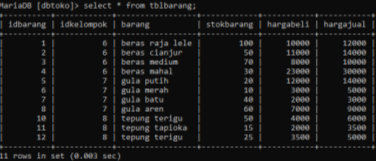 MariaDB [dbtoko]> select * from tblbarang;
| idbarang | idkelompok | barang | stokbarang | hargabeli | hargajual |
| 1 | 6 | beras raja lele | 100 | 10000 | 12000 |
| 2 | 6 | beras cianjur | 50 | 11000 | 14000 |
| 3 | 6 | beras merah | 70 | 8000 | 10000 |
| 4 | 6 | beras mahal | 30 | 23000 | 30000 |
| 5 | 7 | gula putih | 20 | 12000 | 14000 |
| 6 | 7 | gula merah | 10 | 3000 | 5000 |
| 7 | 7 | gula batu | 40 | 2000 | 3000 |
| 8 | 7 | gula aren | 60 | 7000 | 9000 |
| 10 | 8 | tepung terigu | 50 | 4000 | 6000 |
| 11 | 8 | tepung tapioka | 15 | 2000 | 3500 |
| 12 | 8 | tepung terigu | 25 | 3500 | 5000 |
11 rows in set (0.003 sec)